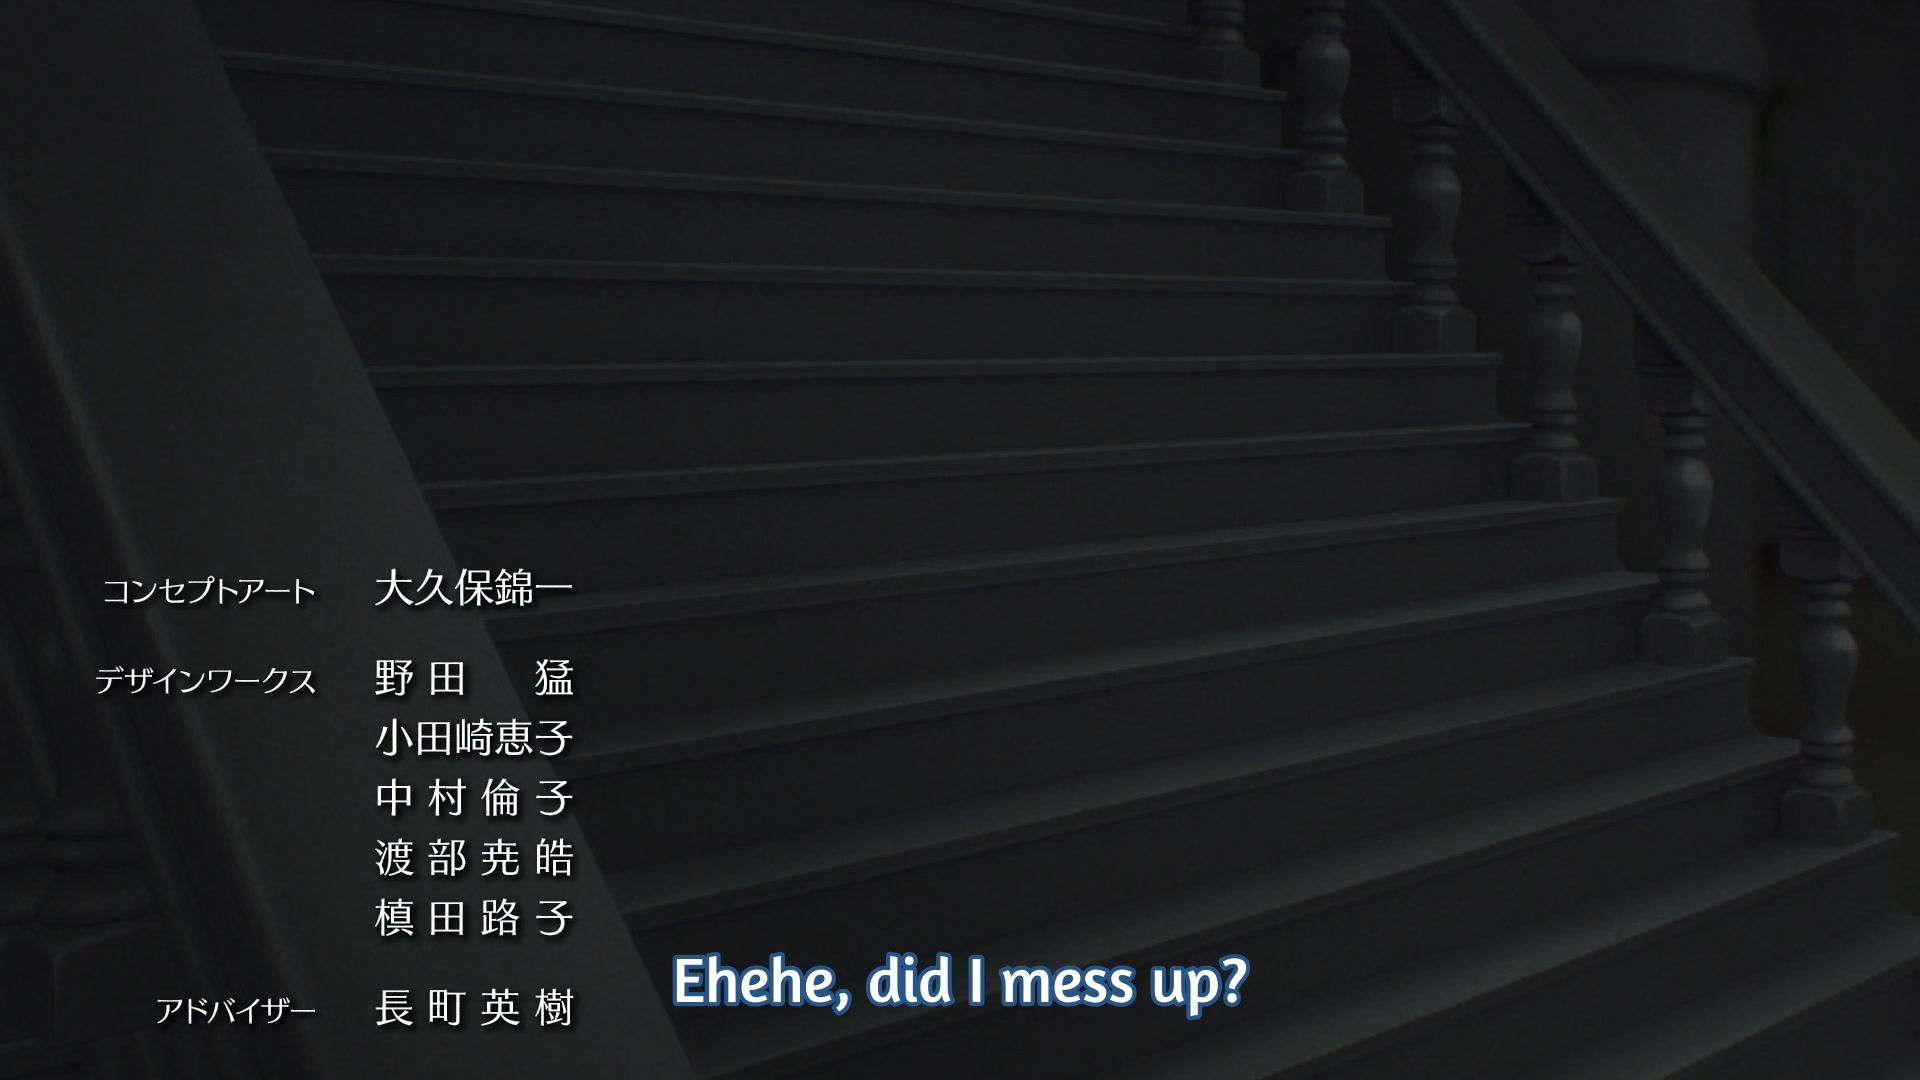 コンセプトアート 大久保錦一
デザインワークス 野田 猛
小田崎恵子
中村倫子
渡部尭皓
槙田路子
アドバイザー 長町英樹
Ehehe, did I mess up?